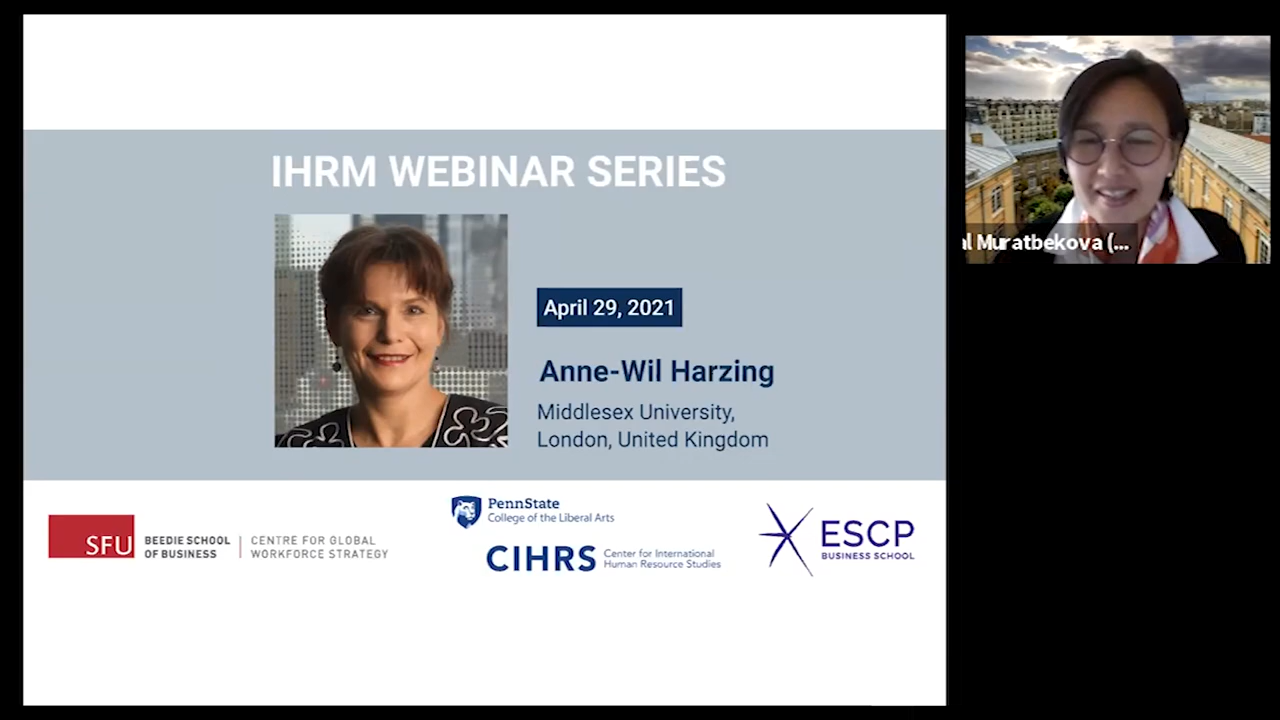 IHRM WEBINAR SERIES
April 29, 2021
Anne-Wil Harzing
Middlesex University,
London, United Kingdom
SFU
BEEDIE SCHOOL
OF BUSINESS
CENTRE FOR GLOBAL
WORKFORCE STRATEGY
PennState
College of the Liberal Arts
CIHRS
Center for International
Human Resource Studies
ESCP
BUSINESS SCHOOL
al Muratbekova (...